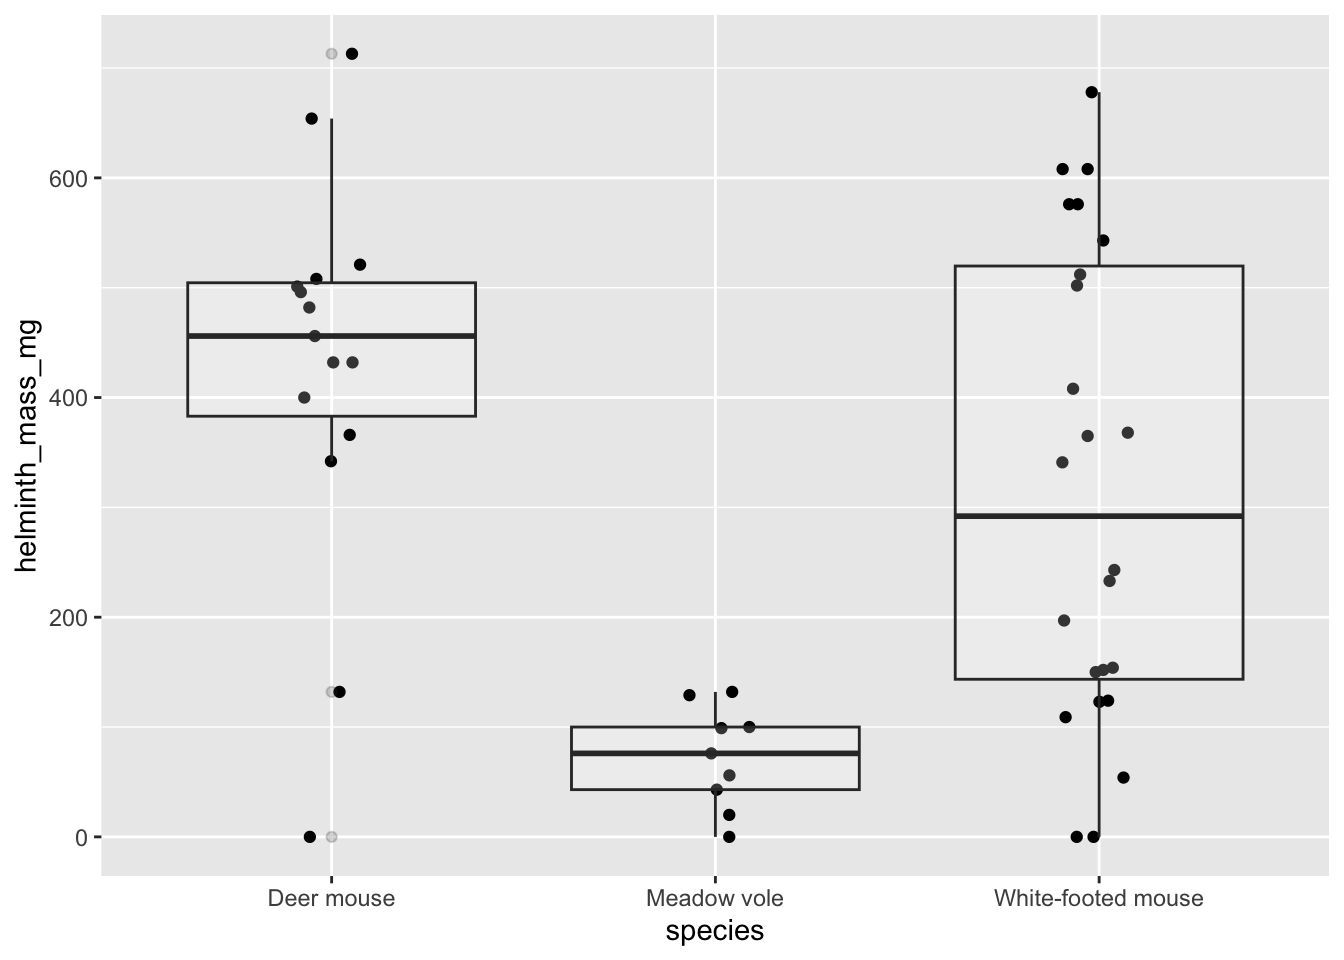 helminth_mass_mg
600
400
200
0
Deer mouse
Meadow vole
White-footed mouse
species